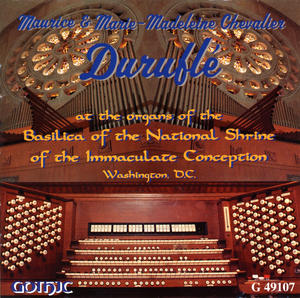 Maurice & Marie-Madeleine Chevalier
Duruflé
at the organs of the
Basilica of the National Shrine
of the Immaculate Conception
Washington, D.C.
GOTHIC
G 49107